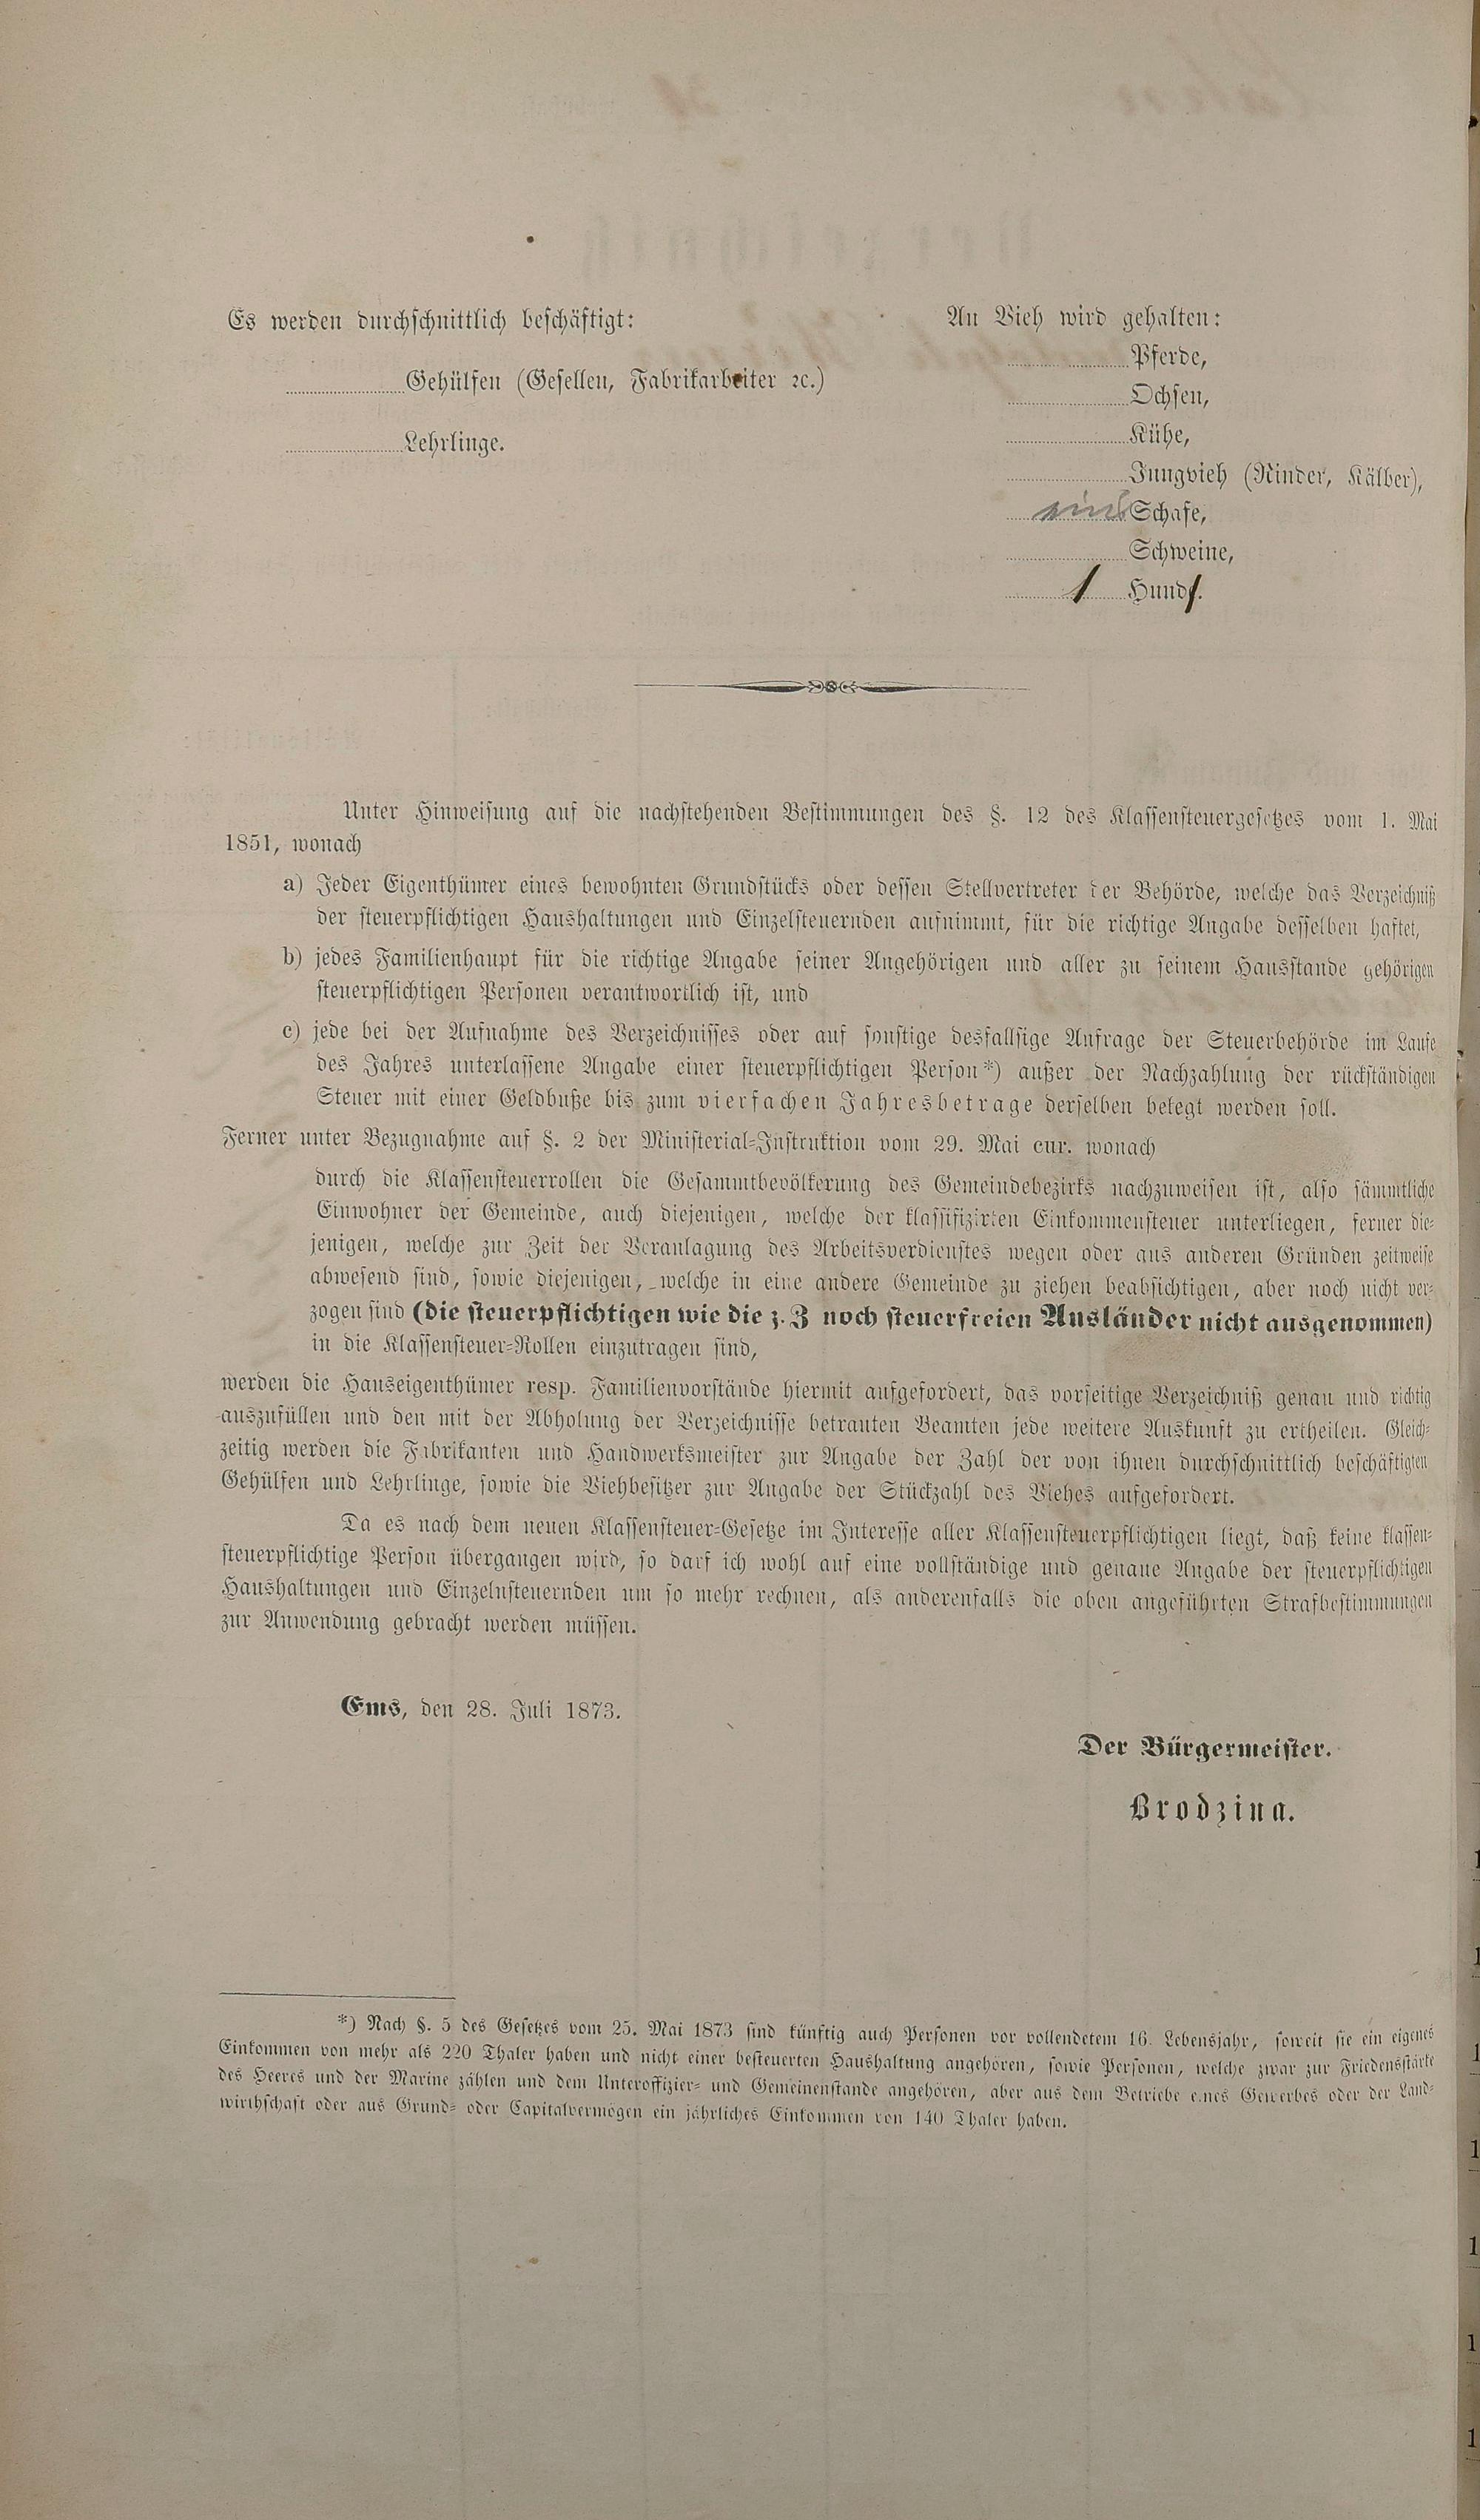 Es werden durchschnittlich beschäftigt:
Gehülfen (Gesellen, Fabrikarbeiter ꝛc.)
Lehrlinge.
An Vieh wird gehalten:
Pferde,
Ochsen,
Kühe,
Jungvieh (Rinder, Kälber),
eins Schafe,
Schweine,
1 Hund.
Unter Hinweisung auf die nachstehenden Bestimmungen des §. 12 des Klassensteuergesetzes vom 1. Mai
1851, wonach
a) Jeder Eigenthümer eines bewohnten Grundstücks oder dessen Stellvertreter der Behörde, welche das Verzeichniß
der steuerpflichtigen Haushaltungen und Einzelsteuernden aufnimmt, für die richtige Angabe desselben haftet,
b) jedes Familienhaupt für die richtige Angabe seiner Angehörigen und aller zu seinem Hausstande gehörigen
steuerpflichtigen Personen verantwortlich ist, und
c) jede bei der Aufnahme des Verzeichnisses oder auf sonstige desfallsige Anfrage der Steuerbehörde im Laufe
des Jahres unterlassene Angabe einer steuerpflichtigen Person*) außer der Nachzahlung der rückständigen
Steuer mit einer Geldbuße bis zum vierfachen Jahresbetrage derselben belegt werden soll.
Ferner unter Bezugnahme auf §. 2 der Ministerial-Instruktion vom 29. Mai cur. wonach
durch die Klassensteuerrollen die Gesammtbevölkerung des Gemeindebezirks nachzuweisen ist, also sämmtliche
Einwohner der Gemeinde, auch diejenigen, welche der klassifizirten Einkommensteuer unterliegen, ferner die-
jenigen, welche zur Zeit der Veranlagung des Arbeitsverdienstes wegen oder aus anderen Gründen zeitweise
abwesend sind, sowie diejenigen, welche in eine andere Gemeinde zu ziehen beabsichtigen, aber noch nicht ver-
zogen sind (die steuerpflichtigen wie die z. Z noch steuerfreien Ausländer nicht ausgenommen)
in die Klassensteuer-Rollen einzutragen sind,
werden die Hauseigenthümer resp. Familienvorstände hiermit aufgefordert, das vorseitige Verzeichniß genau und richtig
auszufüllen und den mit der Abholung der Verzeichnisse betrauten Beamten jede weitere Auskunft zu ertheilen. Gleich-
zeitig werden die Fabrikanten und Handwerksmeister zur Angabe der Zahl der von ihnen durchschnittlich beschäftigten
Gehülfen und Lehrlinge, sowie die Viehbesitzer zur Angabe der Stückzahl des Viehes aufgefordert.
Da es nach dem neuen Klassensteuer-Gesetze im Interesse aller Klassensteuerpflichtigen liegt, daß keine klassen-
steuerpflichtige Person übergangen wird, so darf ich wohl auf eine vollständige und genaue Angabe der steuerpflichtigen
Haushaltungen und Einzelnsteuernden um so mehr rechnen, als anderenfalls die oben angeführten Strafbestimmungen
zur Anwendung gebracht werden müssen.
Ems, den 28. Juli 1873.
Der Bürgermeister.
Brodzina.
*) Nach §. 5 des Gesetzes vom 25. Mai 1873 sind künftig auch Personen vor vollendetem 16. Lebensjahr, soweit sie ein eigenes
Einkommen von mehr als 220 Thaler haben und nicht einer besteuerten Haushaltung angehören, sowie Personen, welche zwar zur Friedensstärke
des Heeres und der Marine zählen und dem Unteroffizier- und Gemeinenstande angehören, aber aus dem Betriebe eines Gewerbes oder der Land-
wirthschaft oder aus Grund- oder Capitalvermögen ein jährliches Einkommen von 140 Thaler haben.